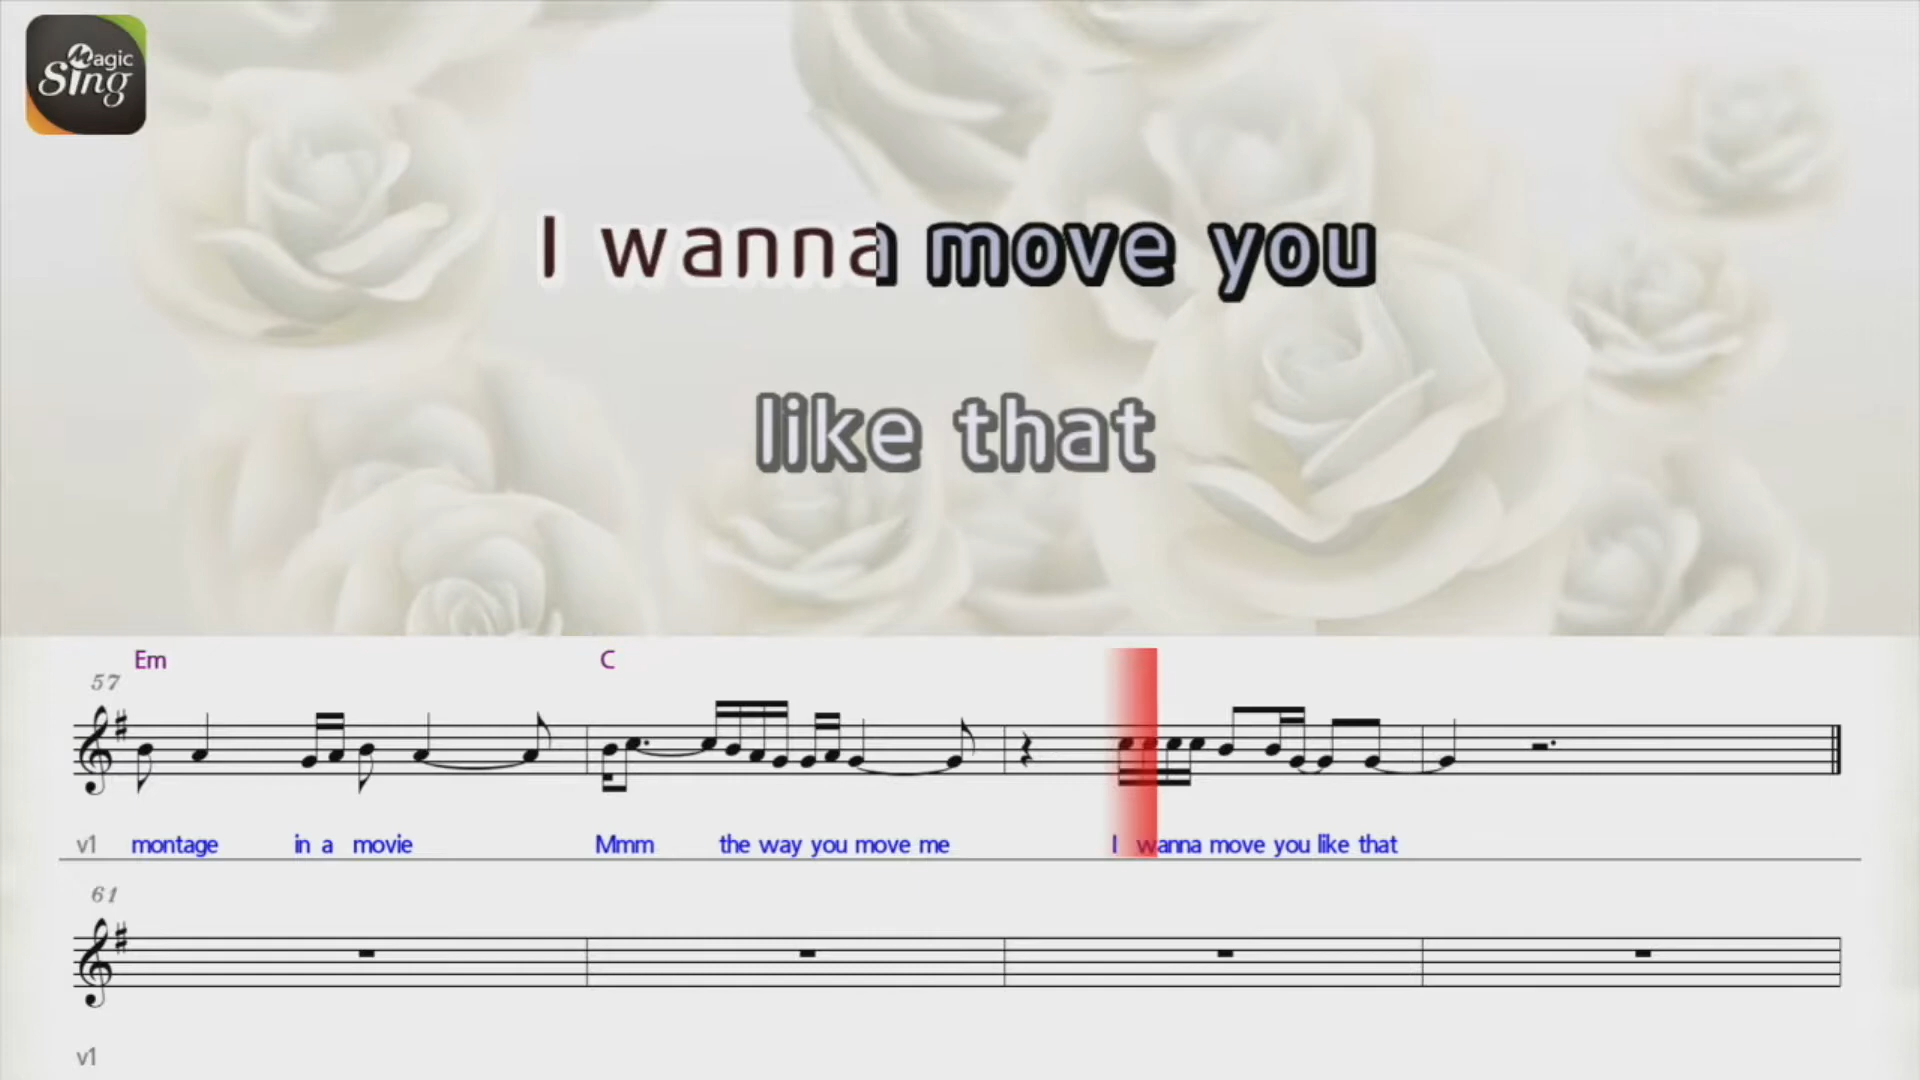 Magic
Sing
I wanna move you
like that
Em C
57
v1 montage in a movie Mmm the way you move me I wanna move you like that
61
v1